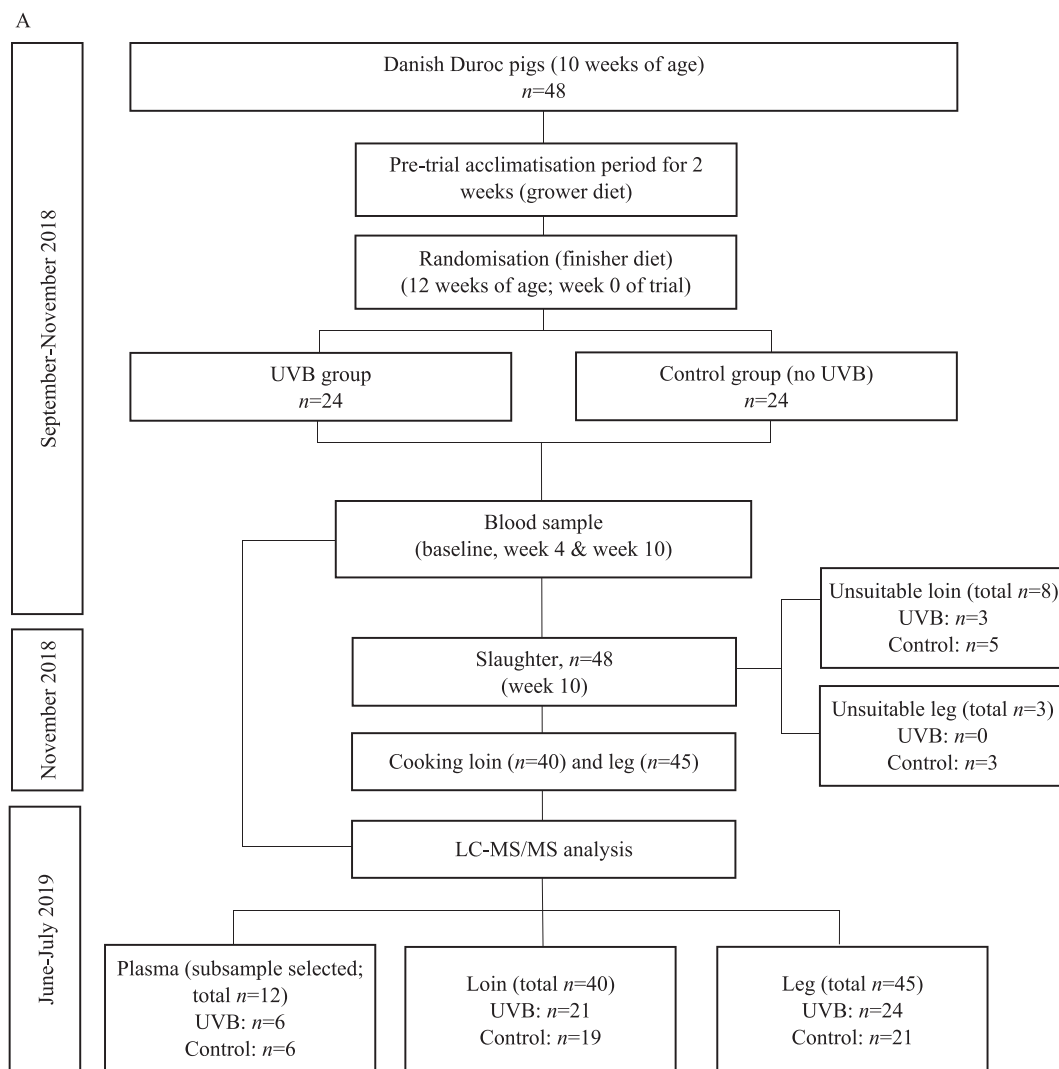 A
September-November 2018
Danish Duroc pigs (10 weeks of age)
n=48
Pre-trial acclimatisation period for 2
weeks (grower diet)
Randomisation (finisher diet)
(12 weeks of age; week 0 of trial)
UVB group
n=24
Control group (no UVB)
n=24
Blood sample
(baseline, week 4 & week 10)
November 2018
Slaughter, n=48
(week 10)
Unsuitable loin (total n=8)
UVB: n=3
Control: n=5
Unsuitable leg (total n=3)
UVB: n=0
Control: n=3
Cooking loin (n=40) and leg (n=45)
June-July 2019
LC-MS/MS analysis
Plasma (subsample selected;
total n=12)
UVB: n=6
Control: n=6
Loin (total n=40)
UVB: n=21
Control: n=19
Leg (total n=45)
UVB: n=24
Control: n=21